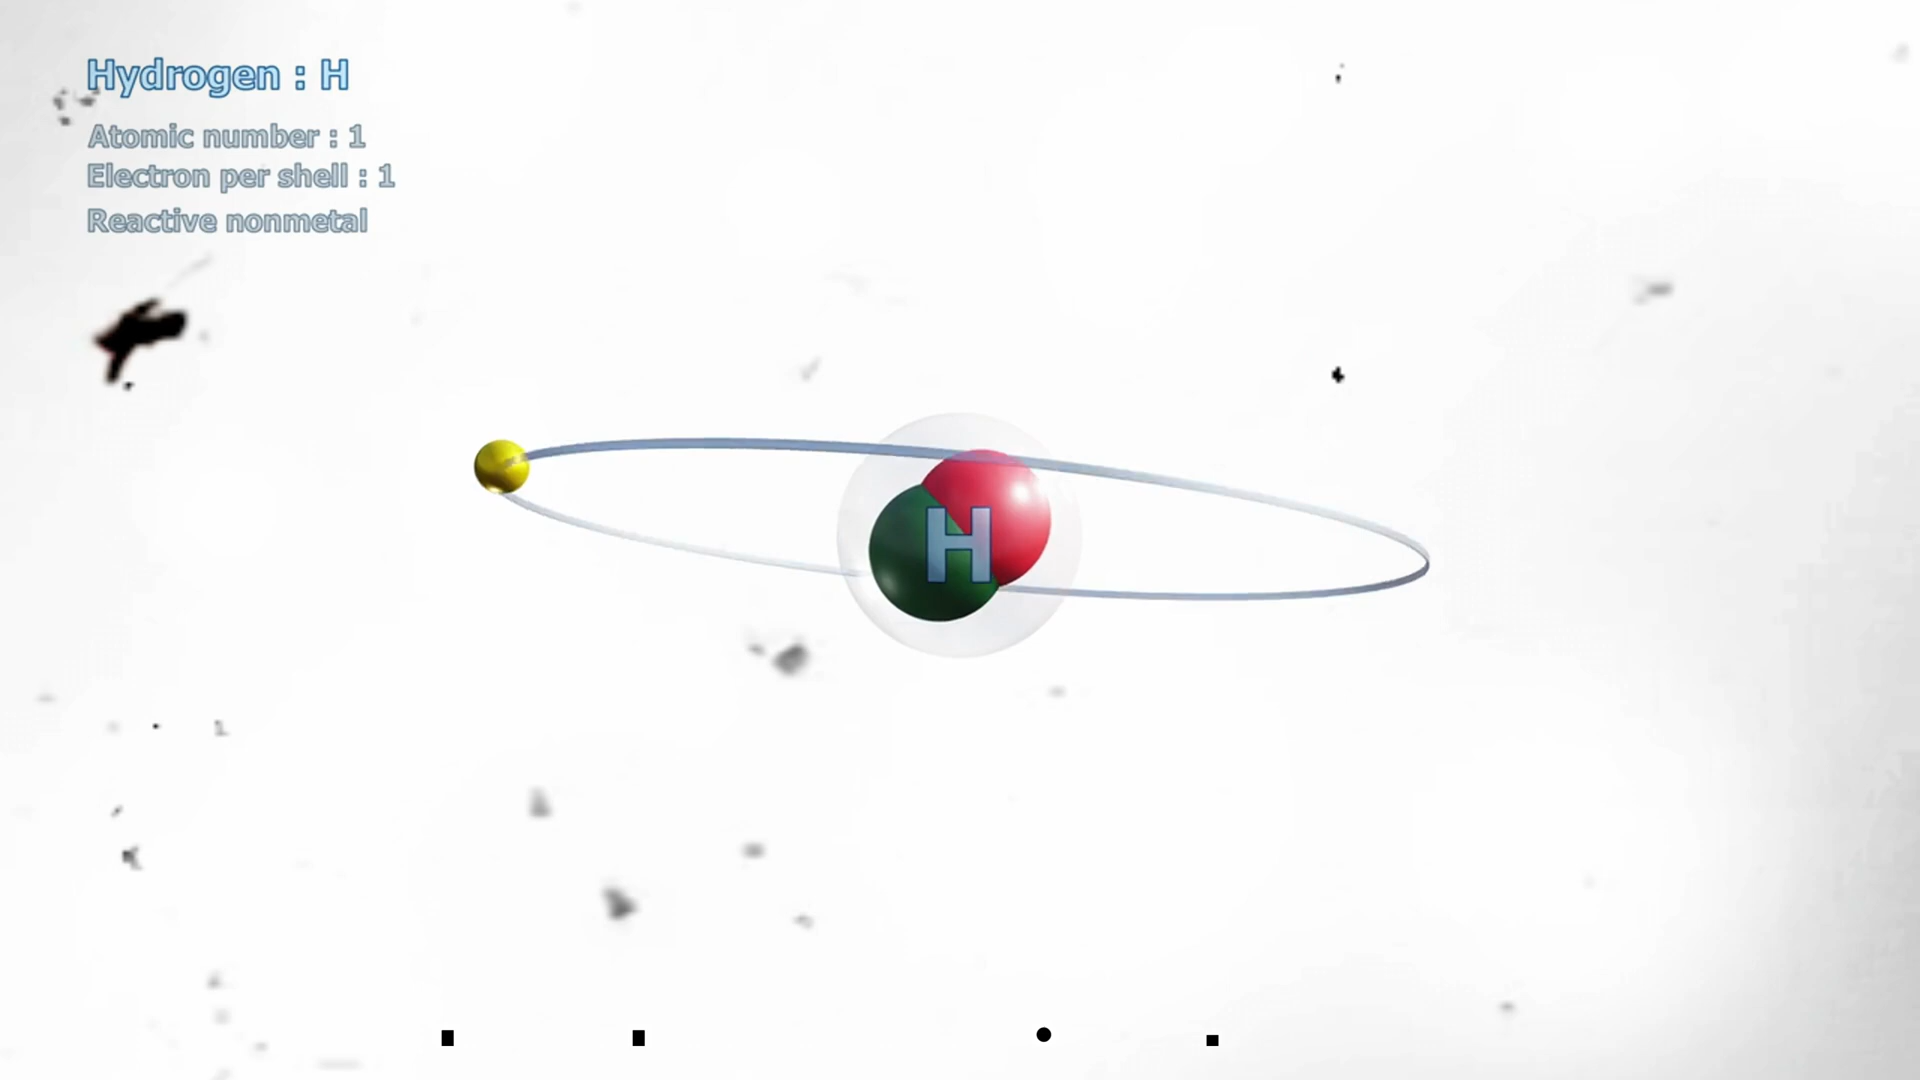 Hydrogen : H
Atomic number : 1
Electron per shell : 1
Reactive nonmetal
H